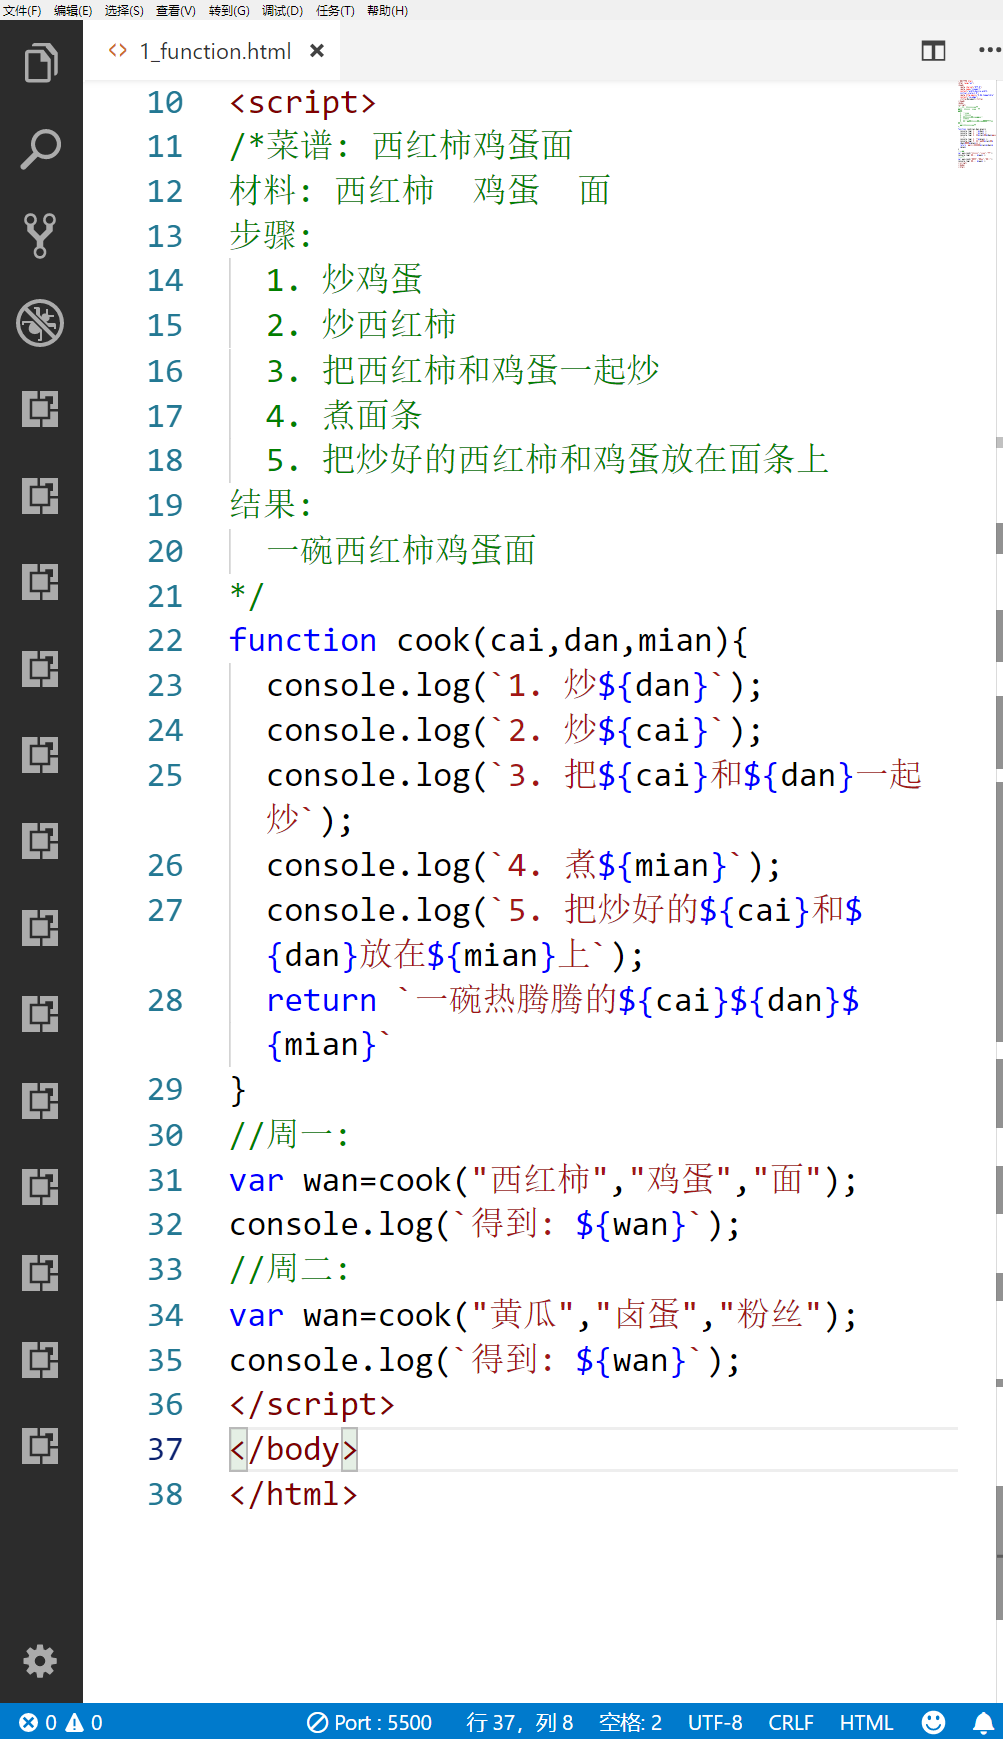 文件(F) 编辑(E) 选择(S) 查看(V) 转到(G) 调试(D) 任务(T) 帮助(H)
<> 1_function.html ×
10 <script>
11 /*菜谱: 西红柿鸡蛋面
12 材料: 西红柿  鸡蛋  面
13 步骤:
14   1. 炒鸡蛋
15   2. 炒西红柿
16   3. 把西红柿和鸡蛋一起炒
17   4. 煮面条
18   5. 把炒好的西红柿和鸡蛋放在面条上
19 结果:
20   一碗西红柿鸡蛋面
21 */
22 function cook(cai,dan,mian){
23   console.log(`1. 炒${dan}`);
24   console.log(`2. 炒${cai}`);
25   console.log(`3. 把${cai}和${dan}一起
炒`);
26   console.log(`4. 煮${mian}`);
27   console.log(`5. 把炒好的${cai}和$
{dan}放在${mian}上`);
28   return `一碗热腾腾的${cai}${dan}$
{mian}`
29 }
30 //周一:
31 var wan=cook("西红柿","鸡蛋","面");
32 console.log(`得到: ${wan}`);
33 //周二:
34 var wan=cook("黄瓜","卤蛋","粉丝");
35 console.log(`得到: ${wan}`);
36 </script>
37 </body>
38 </html>
0 0 Port : 5500 行 37, 列 8 空格: 2 UTF-8 CRLF HTML